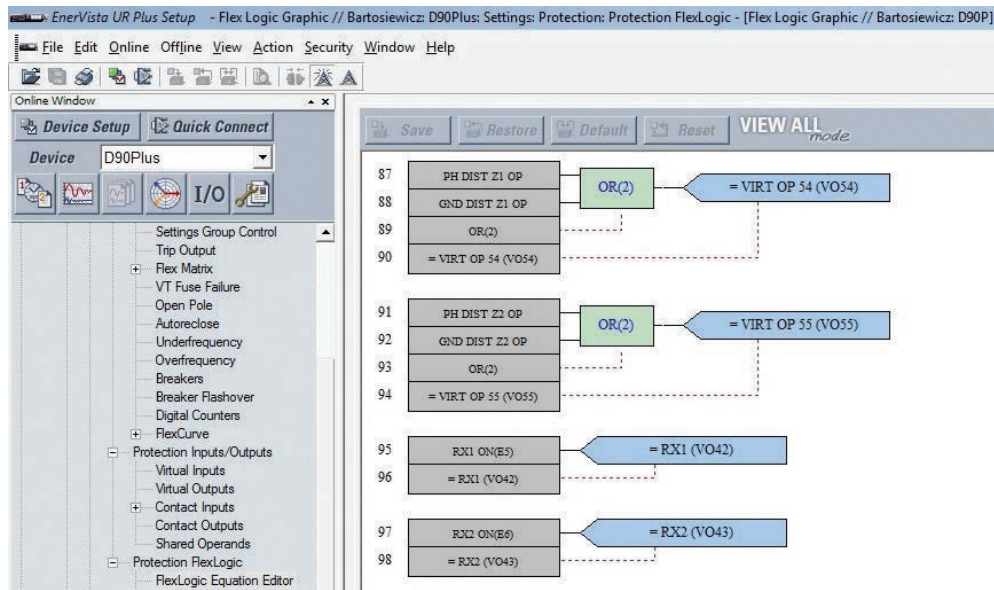 EnerVista UR Plus Setup - Flex Logic Graphic // Bartosiewicz: D90Plus: Settings: Protection: Protection FlexLogic - [Flex Logic Graphic // Bartosiewicz: D90P]
File Edit Online Offline View Action Security Window Help
Online Window
Device Setup Quick Connect
Device D90Plus
I/O
Settings Group Control
Trip Output
Flex Matrix
VT Fuse Failure
Open Pole
Autoreclose
Underfrequency
Overfrequency
Breakers
Breaker Flashover
Digital Counters
FlexCurve
Protection Inputs/Outputs
Virtual Inputs
Virtual Outputs
Contact Inputs
Contact Outputs
Shared Operands
Protection FlexLogic
FlexLogic Equation Editor
Save Restore Default Reset VIEW ALL mode
87 PH DIST Z1 OP OR(2) = VIRT OP 54 (VO54)
88 GND DIST Z1 OP
89 OR(2)
90 = VIRT OP 54 (VO54)
91 PH DIST Z2 OP OR(2) = VIRT OP 55 (VO55)
92 GND DIST Z2 OP
93 OR(2)
94 = VIRT OP 55 (VO55)
95 RX1 ON(E5) = RX1 (VO42)
96 = RX1 (VO42)
97 RX2 ON(E6) = RX2 (VO43)
98 = RX2 (VO43)